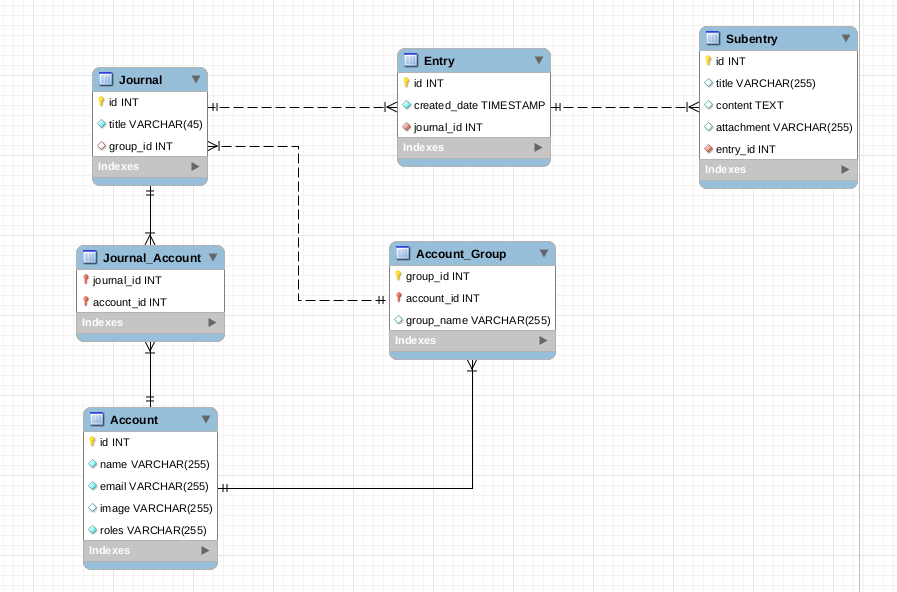 Journal
id INT
title VARCHAR(45)
group_id INT
Indexes
Entry
id INT
created_date TIMESTAMP
journal_id INT
Indexes
Subentry
id INT
title VARCHAR(255)
content TEXT
attachment VARCHAR(255)
entry_id INT
Indexes
Journal_Account
journal_id INT
account_id INT
Indexes
Account_Group
group_id INT
account_id INT
group_name VARCHAR(255)
Indexes
Account
id INT
name VARCHAR(255)
email VARCHAR(255)
image VARCHAR(255)
roles VARCHAR(255)
Indexes